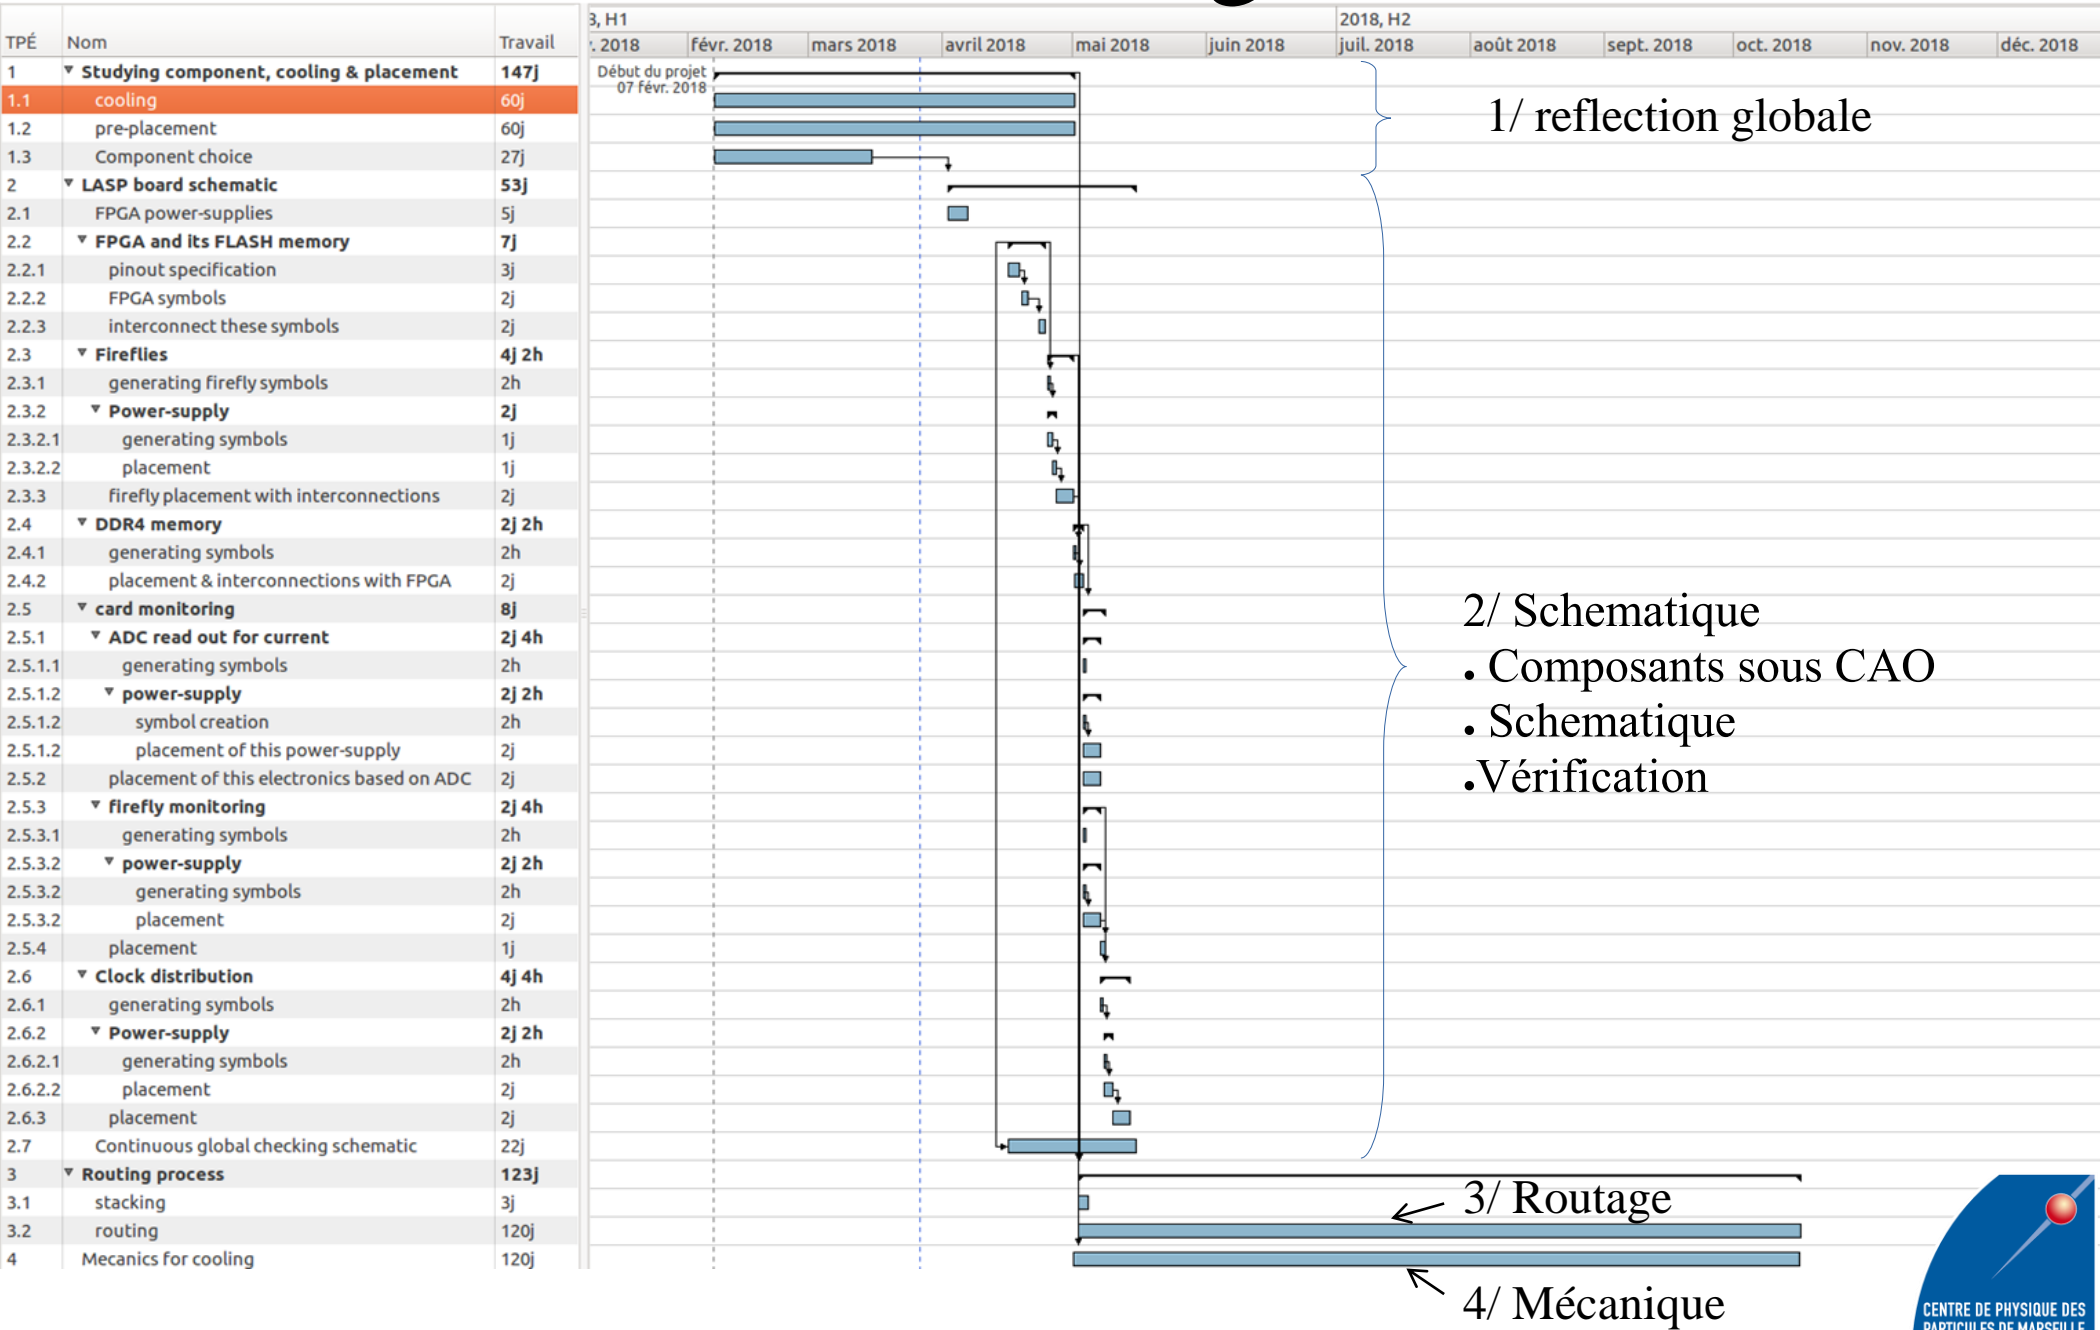 3, H1 2018, H2
TPÉ Nom Travail . 2018 févr. 2018 mars 2018 avril 2018 mai 2018 juin 2018 juil. 2018 août 2018 sept. 2018 oct. 2018 nov. 2018 déc. 2018
1 Studying component, cooling & placement 147j
Début du projet
07 févr. 2018
1.1 cooling 60j
1.2 pre-placement 60j
1.3 Component choice 27j
2 LASP board schematic 53j
2.1 FPGA power-supplies 5j
2.2 FPGA and its FLASH memory 7j
2.2.1 pinout specification 3j
2.2.2 FPGA symbols 2j
2.2.3 interconnect these symbols 2j
2.3 Fireflies 4j 2h
2.3.1 generating firefly symbols 2h
2.3.2 Power-supply 2j
2.3.2.1 generating symbols 1j
2.3.2.2 placement 1j
2.3.3 firefly placement with interconnections 2j
2.4 DDR4 memory 2j 2h
2.4.1 generating symbols 2h
2.4.2 placement & interconnections with FPGA 2j
2.5 card monitoring 8j
2.5.1 ADC read out for current 2j 4h
2.5.1.1 generating symbols 2h
2.5.1.2 power-supply 2j 2h
2.5.1.2 symbol creation 2h
2.5.1.2 placement of this power-supply 2j
2.5.2 placement of this electronics based on ADC 2j
2.5.3 firefly monitoring 2j 4h
2.5.3.1 generating symbols 2h
2.5.3.2 power-supply 2j 2h
2.5.3.2 generating symbols 2h
2.5.3.2 placement 2j
2.5.4 placement 1j
2.6 Clock distribution 4j 4h
2.6.1 generating symbols 2h
2.6.2 Power-supply 2j 2h
2.6.2.1 generating symbols 2h
2.6.2.2 placement 2j
2.6.3 placement 2j
2.7 Continuous global checking schematic 22j
3 Routing process 123j
3.1 stacking 3j
3.2 routing 120j
4 Mecanics for cooling 120j
1/ reflection globale
2/ Schematique
. Composants sous CAO
. Schematique
.Vérification
3/ Routage
4/ Mécanique
CENTRE DE PHYSIQUE DES
PARTICULES DE MARSEILLE